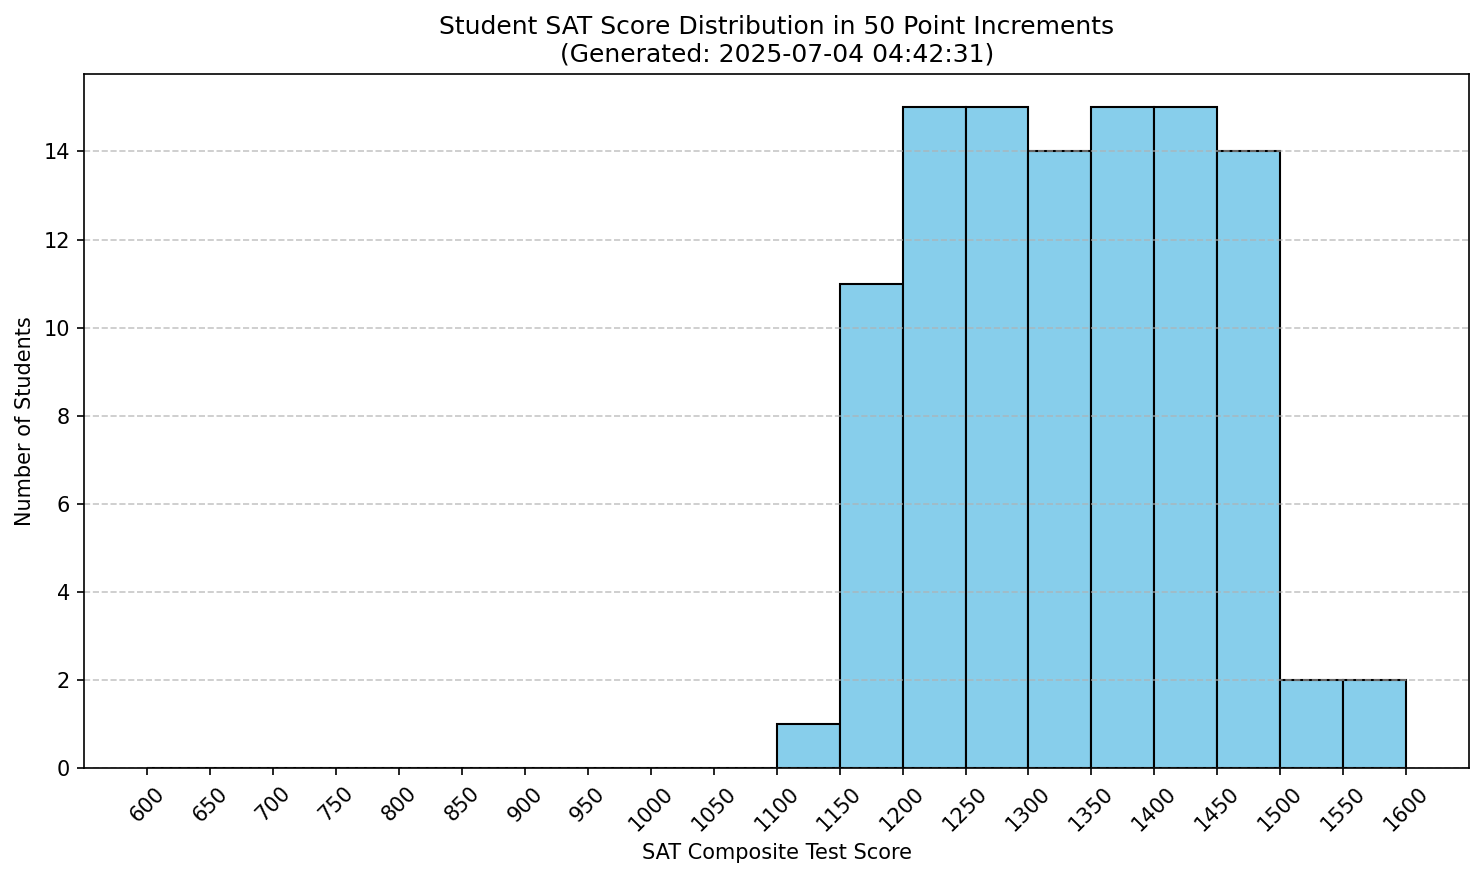 Student SAT Score Distribution in 50 Point Increments
(Generated: 2025-07-04 04:42:31)
Number of Students
14
12
10
8
6
4
2
0
600 650 700 750 800 850 900 950 1000 1050 1100 1150 1200 1250 1300 1350 1400 1450 1500 1550 1600
SAT Composite Test Score